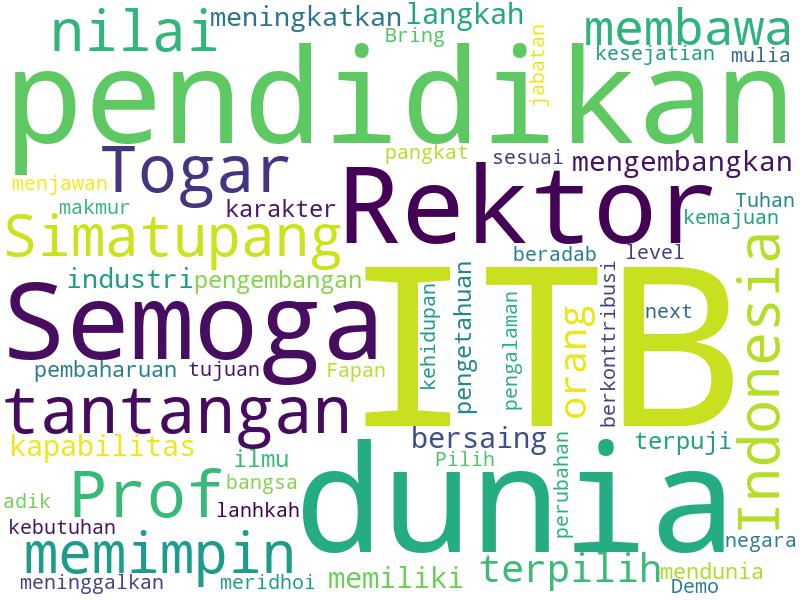 nilai
meningkatkan
langkah
membawa
Bring
jabatan
kesejatian
mulia
pendidikan
Togar
pangkat
sesuai
mengembangkan
menjawan
Rektor
makmur
karakter
Tuhan
kemajuan
Simatupang
beradab
level
industri
pengembangan
Semoga
ITB
kehidupan
pengetahuan
pengalaman
orang
berkonttribusi
next
Indonesia
pembaharuan
tujuan
Fapan
tantangan
kapabilitas
bersaing
terpuji
ilmu
Pilih
perubahan
bangsa
adik
Prof
lanhkah
dunia
kebutuhan
negara
memimpin
terpilih
mendunia
meninggalkan
meridhoi
memiliki
Demo